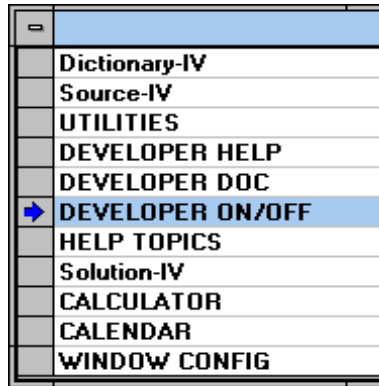 Dictionary-IV
Source-IV
UTILITIES
DEVELOPER HELP
DEVELOPER DOC
DEVELOPER ON/OFF
HELP TOPICS
Solution-IV
CALCULATOR
CALENDAR
WINDOW CONFIG